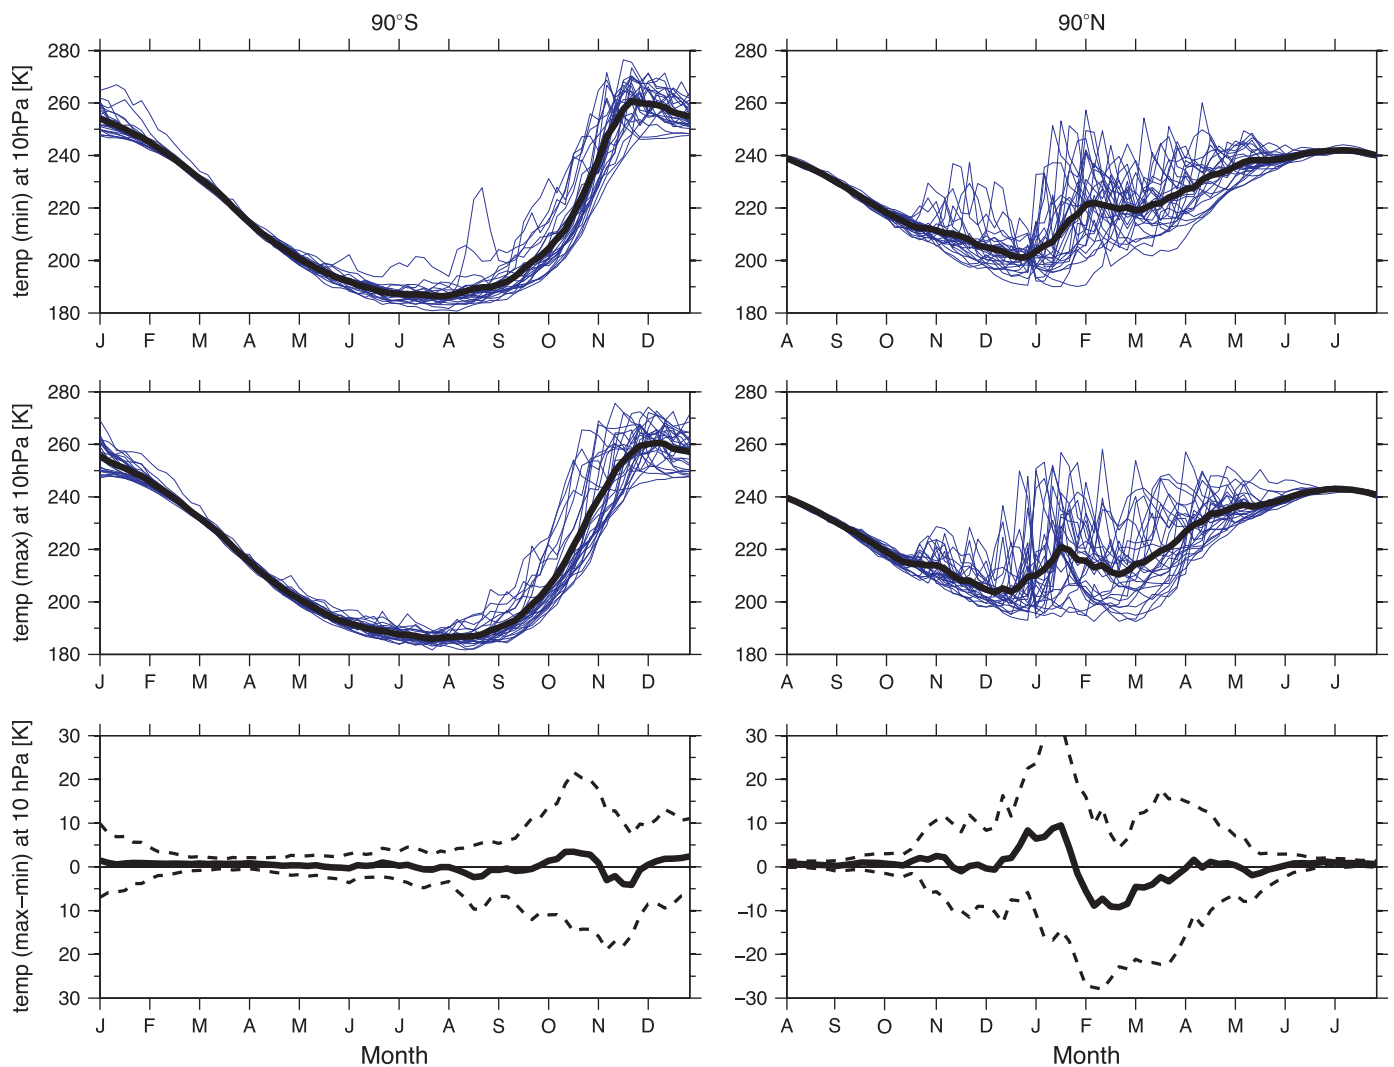 90°S
90°N
temp (min) at 10hPa [K]
280
260
240
220
200
180
J F M A M J J A S O N D
280
260
240
220
200
180
A S O N D J F M A M J J
temp (max) at 10hPa [K]
280
260
240
220
200
180
J F M A M J J A S O N D
280
260
240
220
200
180
A S O N D J F M A M J J
temp (max−min) at 10 hPa [K]
30
20
10
0
10
20
30
J F M A M J J A S O N D
Month
30
20
10
0
−10
−20
−30
A S O N D J F M A M J J
Month